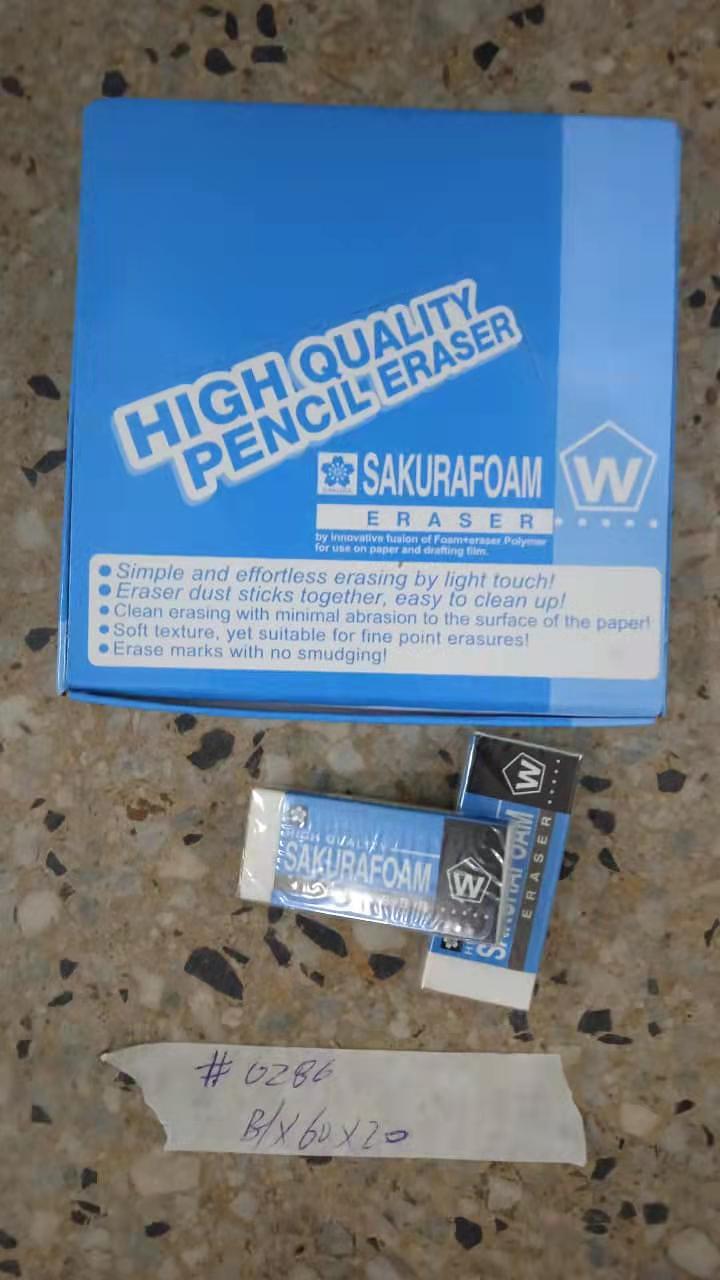 HIGH QUALITY
PENCIL ERASER
SAKURAFOAM
ERASER
by innovative fusion of Foam+eraser Polymer
for use on paper and drafting film.
W
Simple and effortless erasing by light touch!
Eraser dust sticks together, easy to clean up!
Clean erasing with minimal abrasion to the surface of the paper!
Soft texture, yet suitable for fine point erasures!
Erase marks with no smudging!
HIGH QUALITY
SAKURAFOAM
W
W
SAKURAFOAM
ERASER
# 0286
B/X60X20